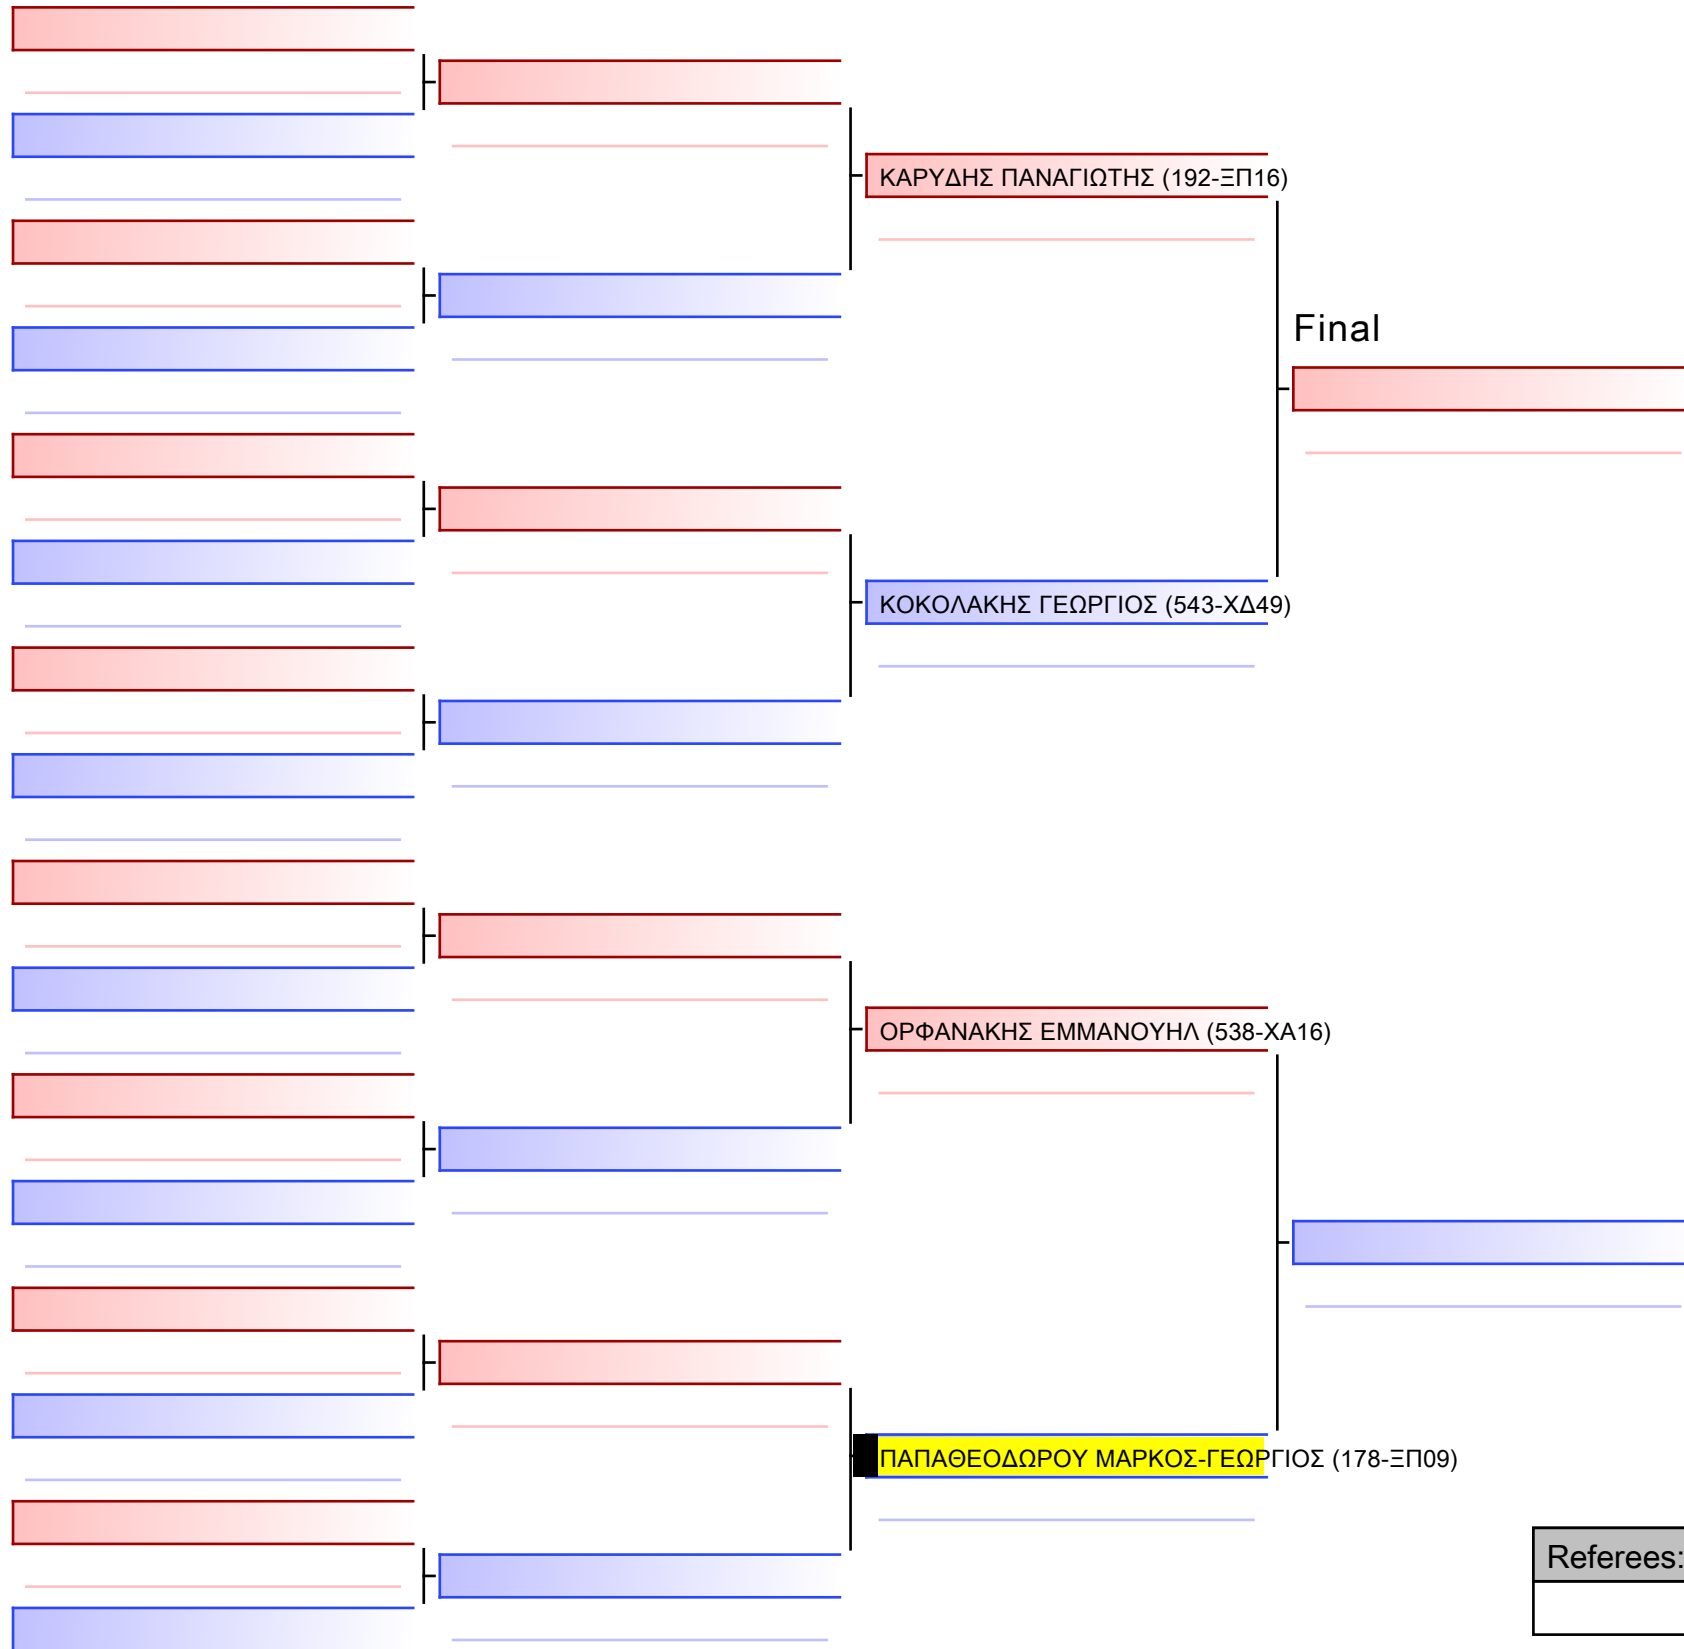 ΚΑΡΥΔΗΣ ΠΑΝΑΓΙΩΤΗΣ (192-ΞΠ16)
Final
ΚΟΚΟΛΑΚΗΣ ΓΕΩΡΓΙΟΣ (543-ΧΔ49)
ΟΡΦΑΝΑΚΗΣ ΕΜΜΑΝΟΥΗΛ (538-ΧΑ16)
ΠΑΠΑΘΕΟΔΩΡΟΥ ΜΑΡΚΟΣ-ΓΕΩΡΓΙΟΣ (178-ΞΠ09)
Referees: